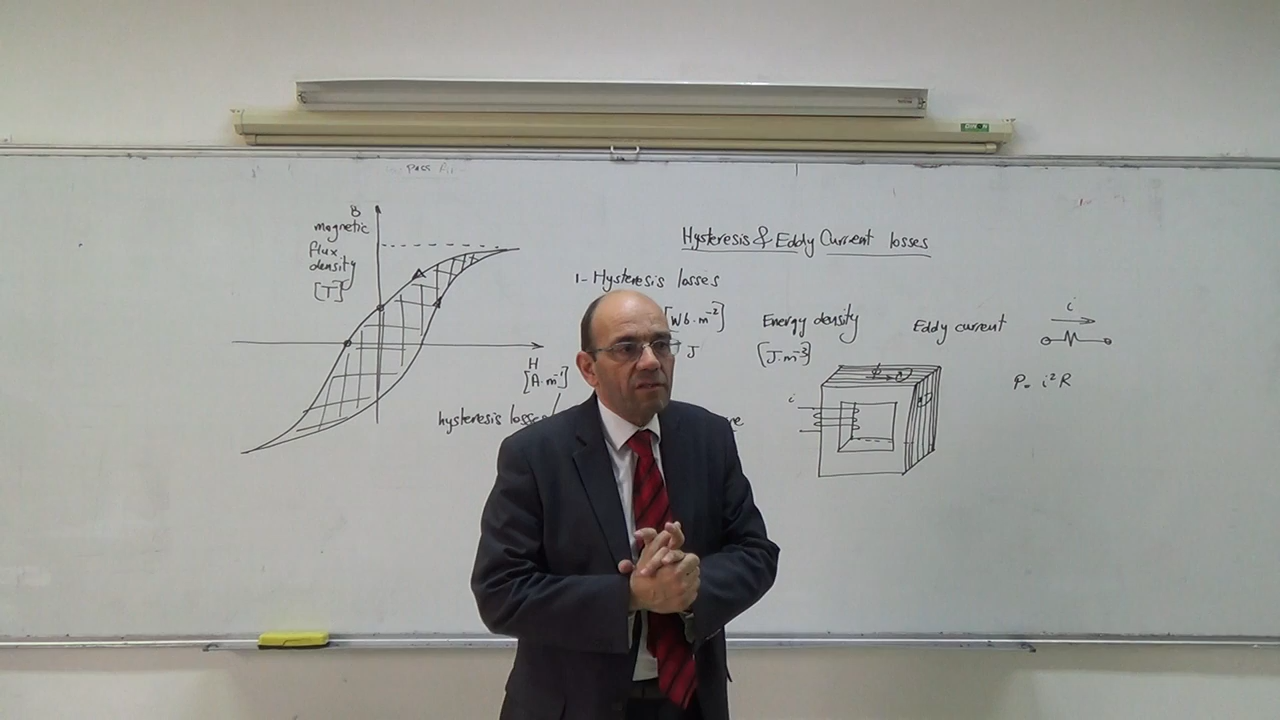 B
magnetic
flux
density
[T]
H
[A·m⁻¹]
Hysteresis & Eddy Current losses
1- Hysteresis losses
[Wb·m⁻²]
J
hysteresis losses
Energy density
[J·m⁻³]
Eddy current
i
P= i²R
i
φ